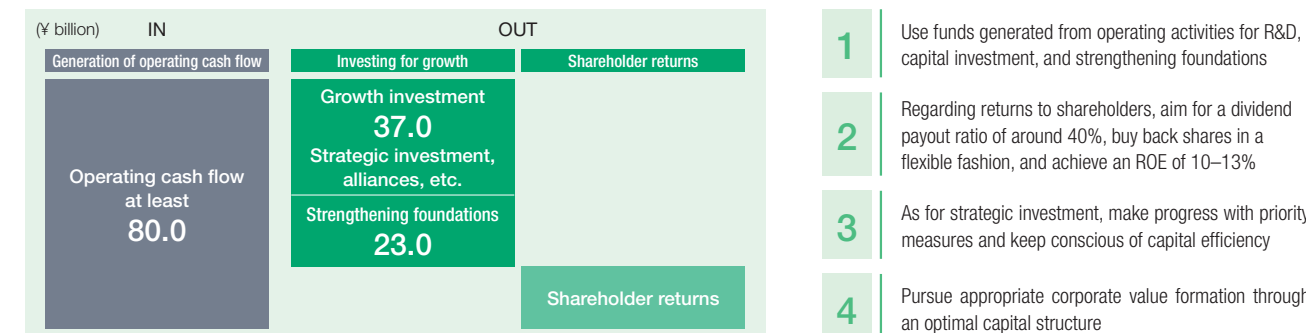 (¥ billion) IN OUT
Generation of operating cash flow Investing for growth Shareholder returns
Operating cash flow
at least
80.0
Growth investment
37.0
Strategic investment,
alliances, etc.
Strengthening foundations
23.0
Shareholder returns
1
Use funds generated from operating activities for R&D,
capital investment, and strengthening foundations
2
Regarding returns to shareholders, aim for a dividend
payout ratio of around 40%, buy back shares in a
flexible fashion, and achieve an ROE of 10–13%
3
As for strategic investment, make progress with priority
measures and keep conscious of capital efficiency
4
Pursue appropriate corporate value formation through
an optimal capital structure